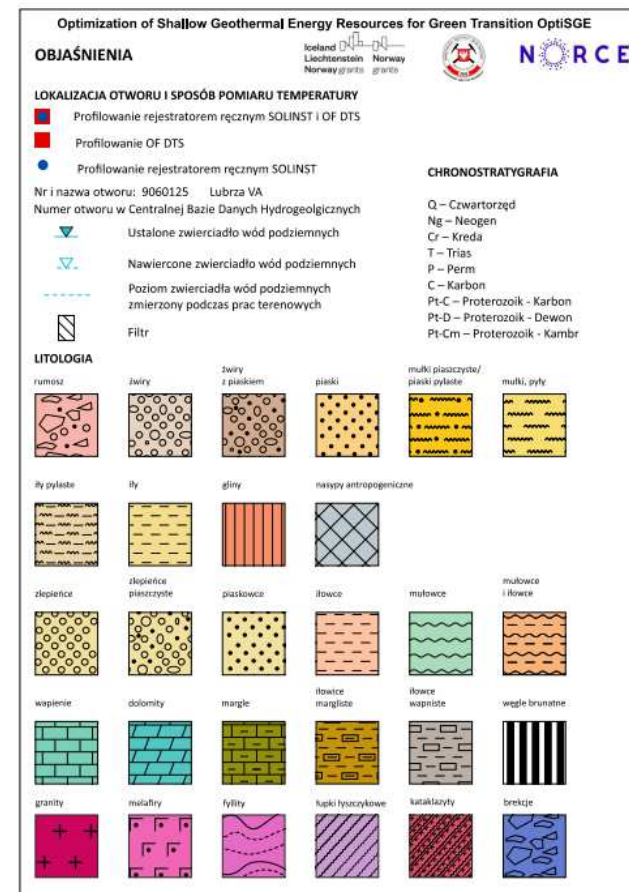 Optimization of Shallow Geothermal Energy Resources for Green Transition OptiSGE
OBJAŚNIENIA
Iceland
Liechtenstein Norway
Norway grants grants
NORCE
LOKALIZACJA OTWORU I SPOSÓB POMIARU TEMPERATURY
Profilowanie rejestratorem ręcznym SOLINST i OF DTS
Profilowanie OF DTS
Profilowanie rejestratorem ręcznym SOLINST
Nr i nazwa otworu: 9060125 Lubrza VA
Numer otworu w Centralnej Bazie Danych Hydrogeolgicznych
Ustalone zwierciadło wód podziemnych
Nawiercone zwierciadło wód podziemnych
Poziom zwierciadła wód podziemnych
zmierzony podczas prac terenowych
Filtr
CHRONOSTRATYGRAFIA
Q – Czwartorzęd
Ng – Neogen
Cr – Kreda
T – Trias
P – Perm
C – Karbon
Pt-C – Proterozoik - Karbon
Pt-D – Proterozoik - Dewon
Pt-Cm – Proterozoik - Kambr
LITOLOGIA
rumosz
żwiry
żwiry
z piaskiem
piaski
mułki piaszczyste/
piaski pylaste
mułki, pyły
iły pylaste
iły
gliny
nasypy antropogeniczne
zlepieńce
zlepieńce
piaszczyste
piaskowce
iłowce
mułowce
mułowce
i iłowce
wapienie
dolomity
margle
iłowice
margliste
iłowce
wapniste
węgle brunatne
granity
melafiry
fyllity
łupki łyszczykowe
kataklazyty
brekcje